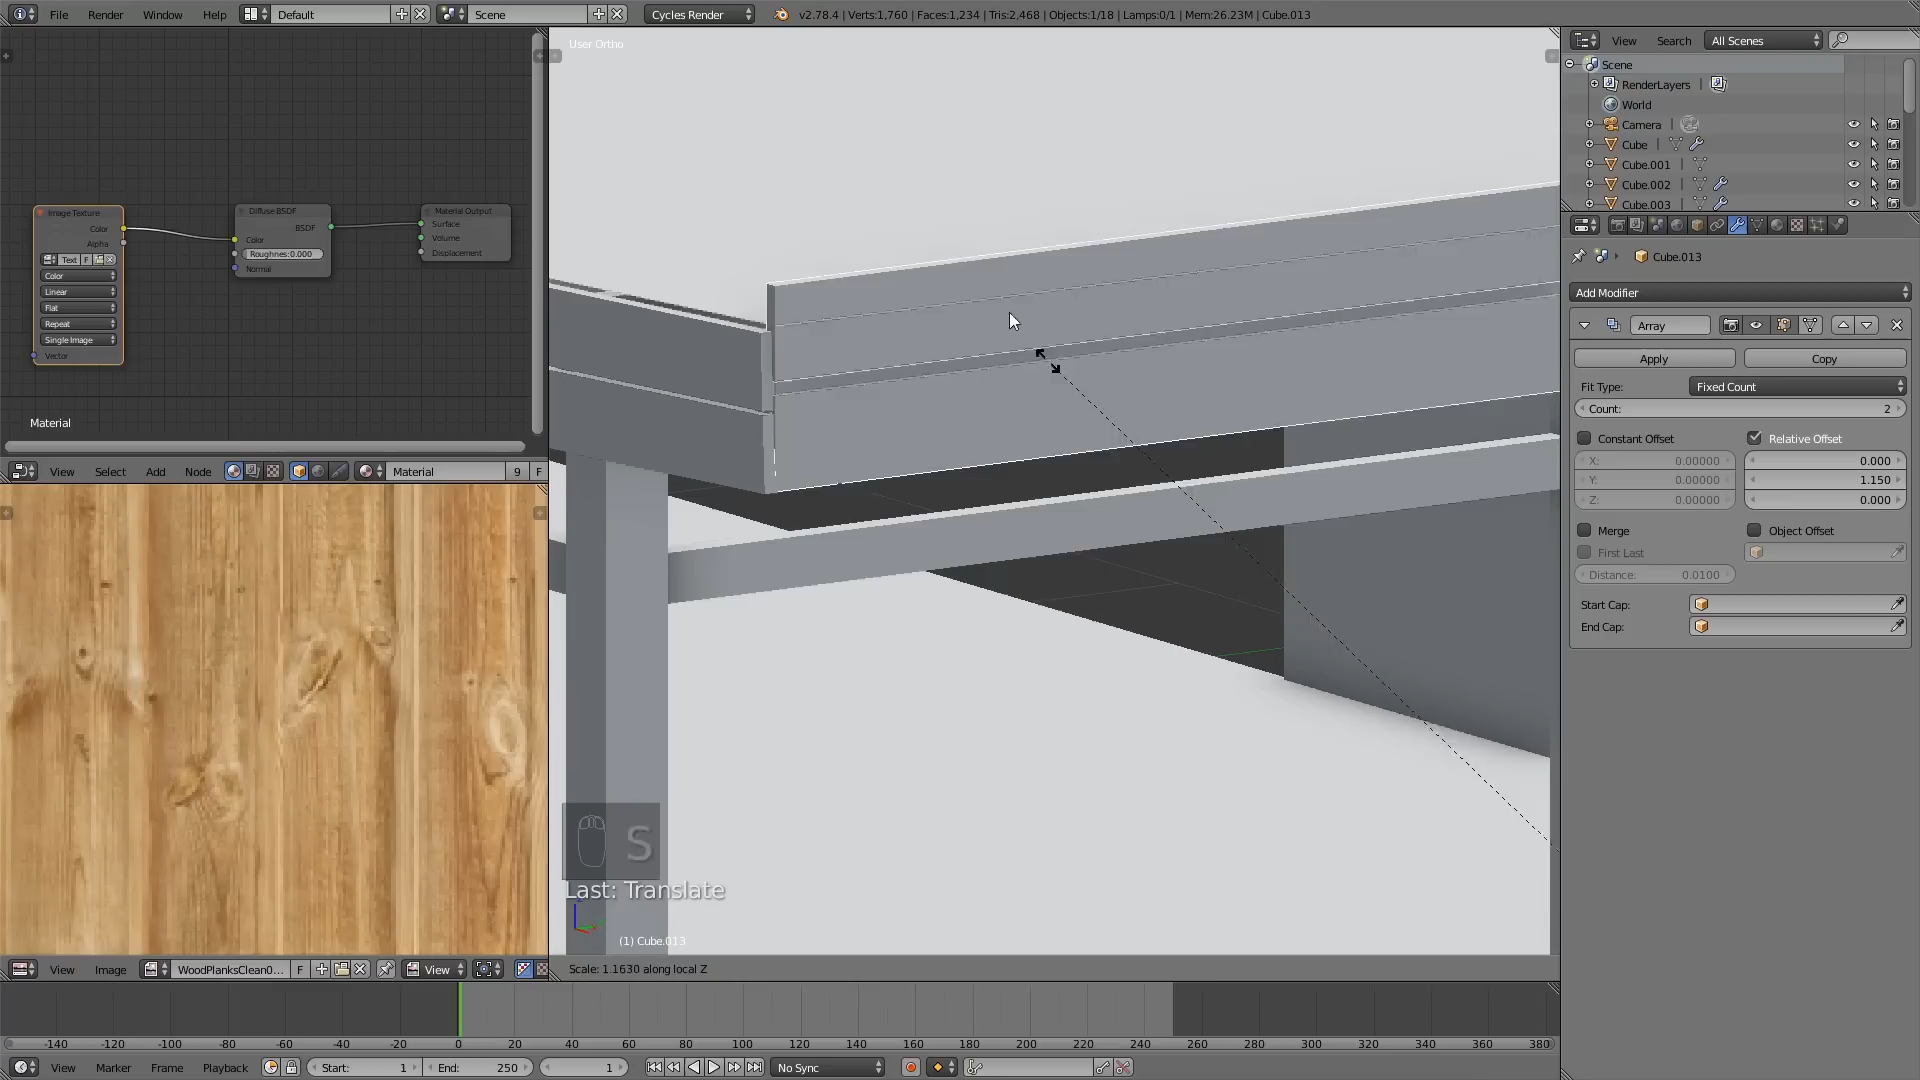 File Render Window Help Default Scene Cycles Render v2.78.4 | Verts:1,760 | Faces:1,234 | Tris:2,468 | Objects:1/18 | Lamps:0/1 | Mem:26.23M | Cube.013
User Ortho
View Search All Scenes
Scene
RenderLayers
World
Camera
Cube
Cube.001
Cube.002
Cube.003
Cube.013
Add Modifier
Array
Apply Copy
Fit Type: Fixed Count
Count: 2
Constant Offset Relative Offset
X: 0.00000 0.000
Y: 0.00000 1.150
Z: 0.00000 0.000
Merge Object Offset
First Last
Distance: 0.0100
Start Cap:
End Cap:
Image Texture
Color
Alpha
Text F
Color
Linear
Flat
Repeat
Single Image
Vector
Diffuse BSDF
BSDF
Color
Roughnes:0.000
Normal
Material Output
Surface
Volume
Displacement
Material
View Select Add Node Material 9 F
S
Last: Translate
(1) Cube.013
View Image WoodPlanksClean0... F View
Scale: 1.1630 along local Z
-140 -120 -100 -80 -60 -40 -20 0 20 40 60 80 100 120 140 160 180 200 220 240 260 280 300 320 340 360 380
View Marker Frame Playback Start: 1 End: 250 1 No Sync